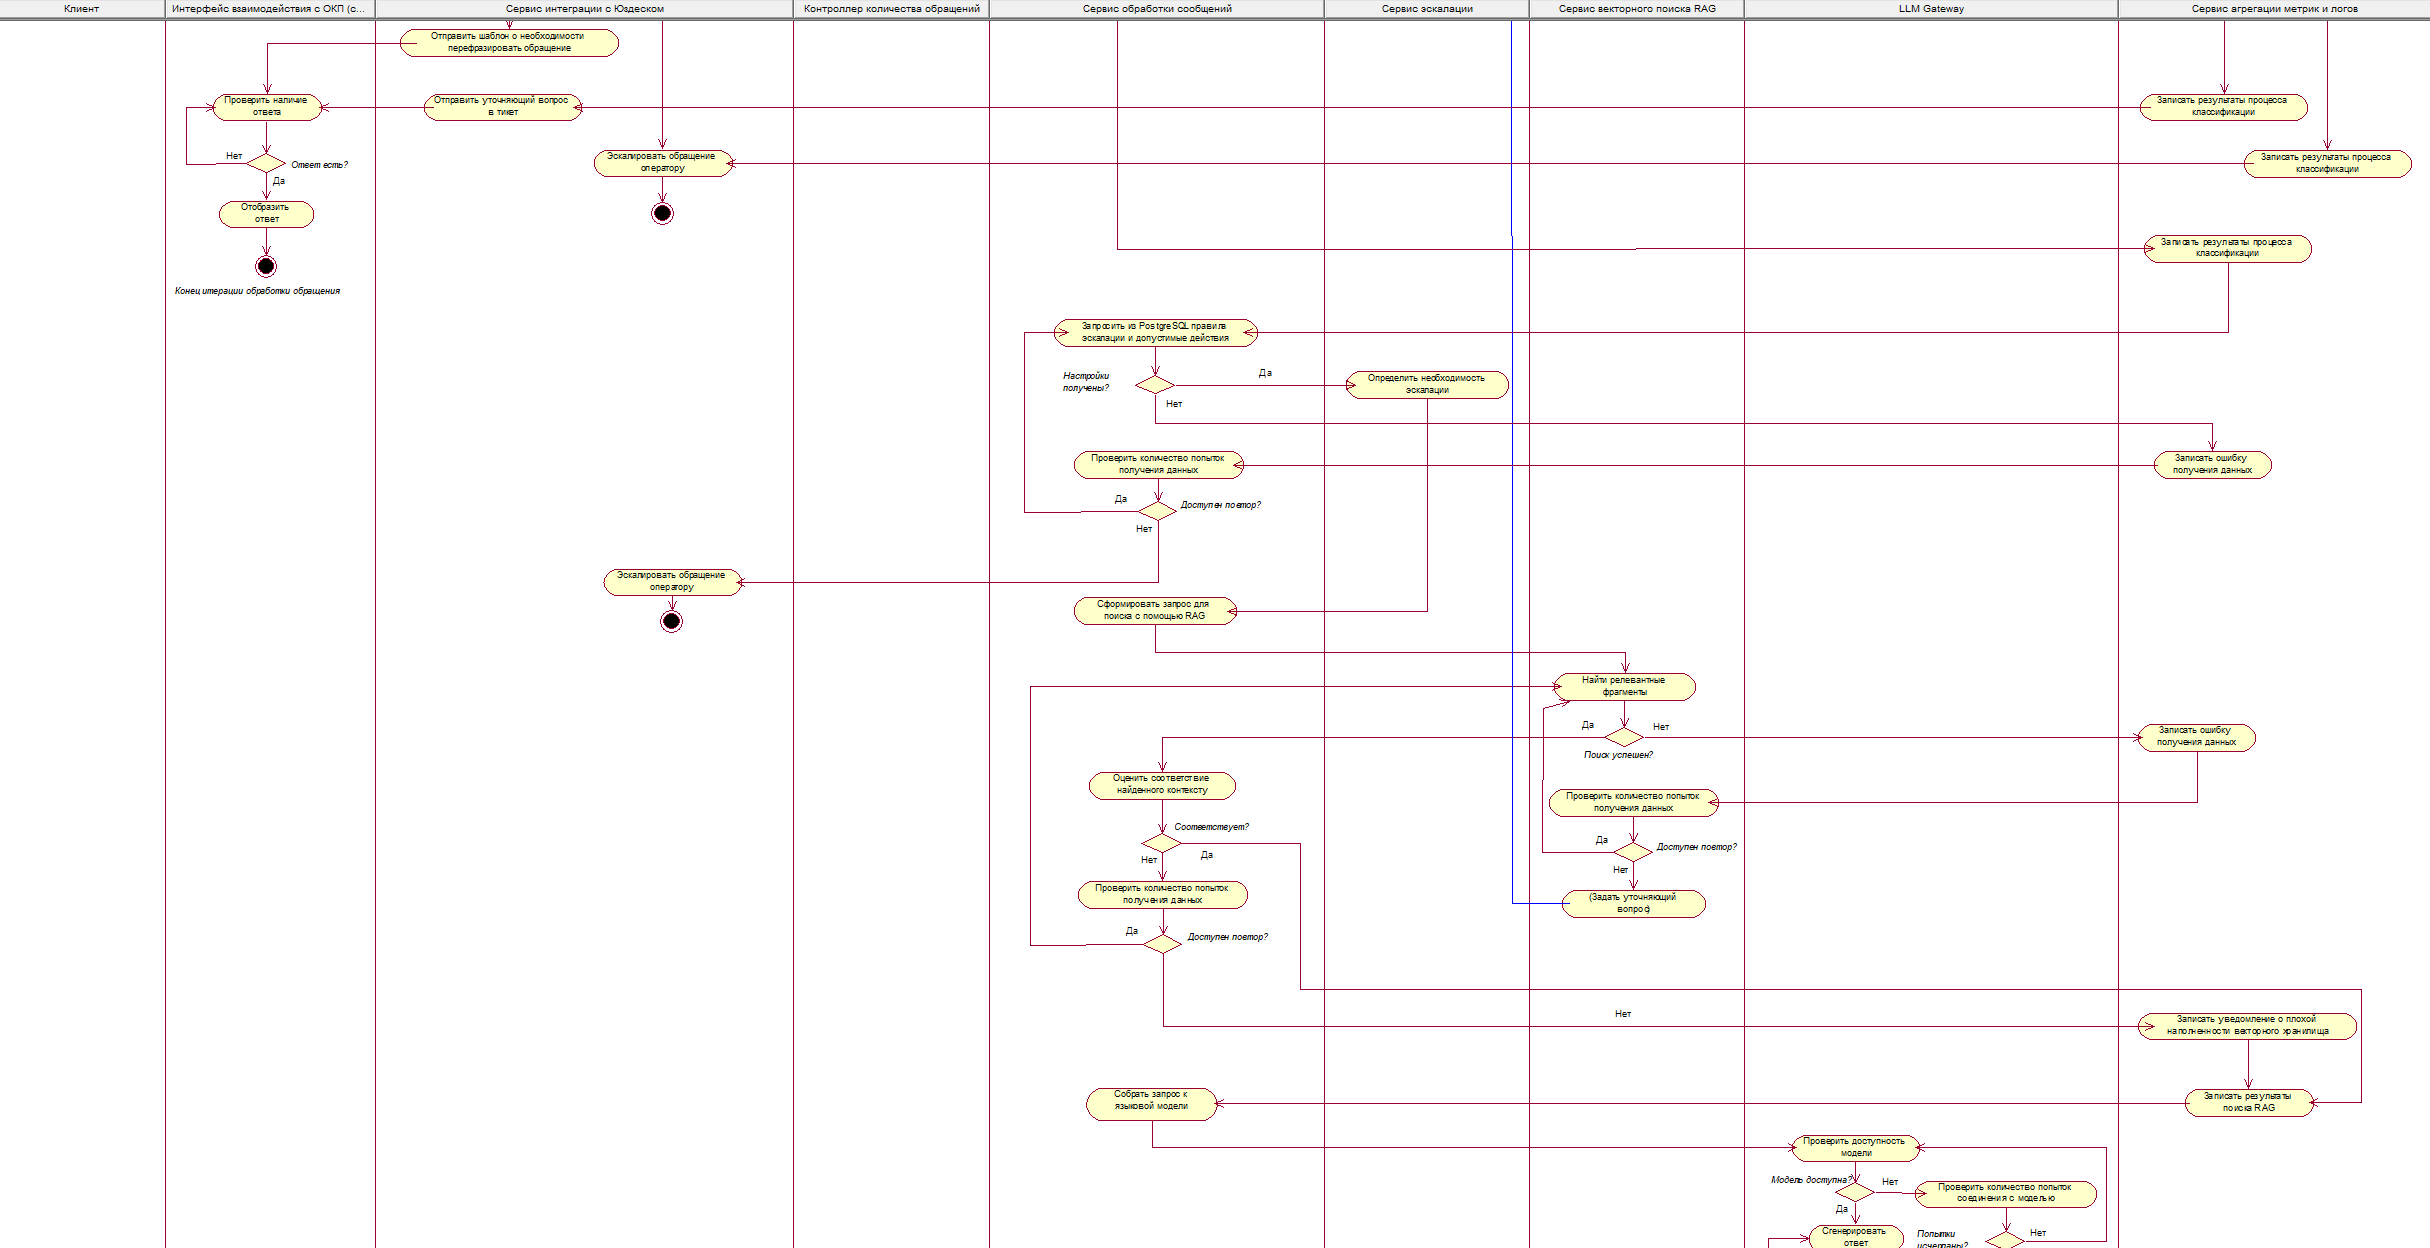 Клиент
Интерфейс взаимодействия с ОКП (с...
Сервис интеграции с Юздеском
Контроллер количества обращений
Сервис обработки сообщений
Сервис эскалации
Сервис векторного поиска RAG
LLM Gateway
Сервис агрегации метрик и логов
Отправить шаблон о необходимости
перефразировать обращение
Проверить наличие
ответа
Отправить уточняющий вопрос
в тикет
Записать результаты процесса
классификации
Нет
Ответ есть?
Да
Эскалировать обращение
оператору
Записать результаты процесса
классификации
Отобразить
ответ
Конец итерации обработки обращения
Записать результаты процесса
классификации
Запросить из PostgreSQL правила
эскалации и допустимые действия
Настройки
получены?
Да
Нет
Определить необходимость
эскалации
Проверить количество попыток
получения данных
Записать ошибку
получения данных
Да
Доступен повтор?
Нет
Эскалировать обращение
оператору
Сформировать запрос для
поиска с помощью RAG
Найти релевантные
фрагменты
Да
Нет
Поиск успешен?
Записать ошибку
получения данных
Оценить соответствие
найденного контексту
Проверить количество попыток
получения данных
Соответствует?
Нет
Да
Да
Доступен повтор?
Нет
Проверить количество попыток
получения данных
(Задать уточняющий
вопрос)
Да
Доступен повтор?
Нет
Записать уведомление о плохой
наполненности векторного хранилища
Собрать запрос к
языковой модели
Записать результаты
поиска RAG
Проверить доступность
модели
Модель доступна?
Нет
Проверить количество попыток
соединения с моделью
Да
Сгенерировать
ответ
Попытки
исчерпаны?
Нет